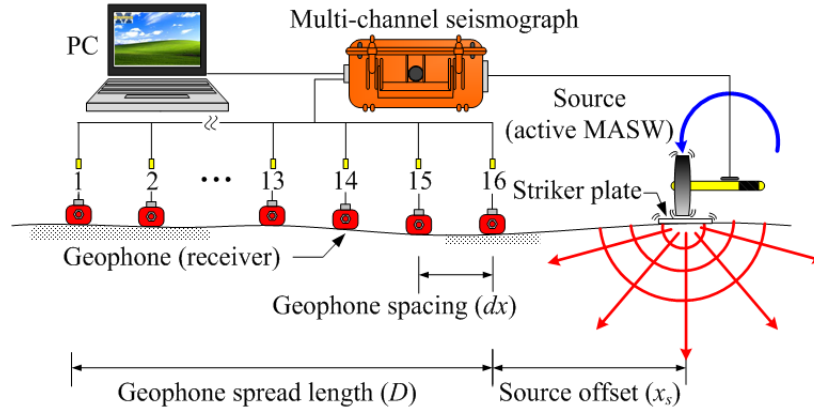 Multi-channel seismograph
PC
Source
(active MASW)
1 2 ••• 13 14 15 16
Striker plate
Geophone (receiver)
Geophone spacing (dx)
Geophone spread length (D)
Source offset (xₛ)